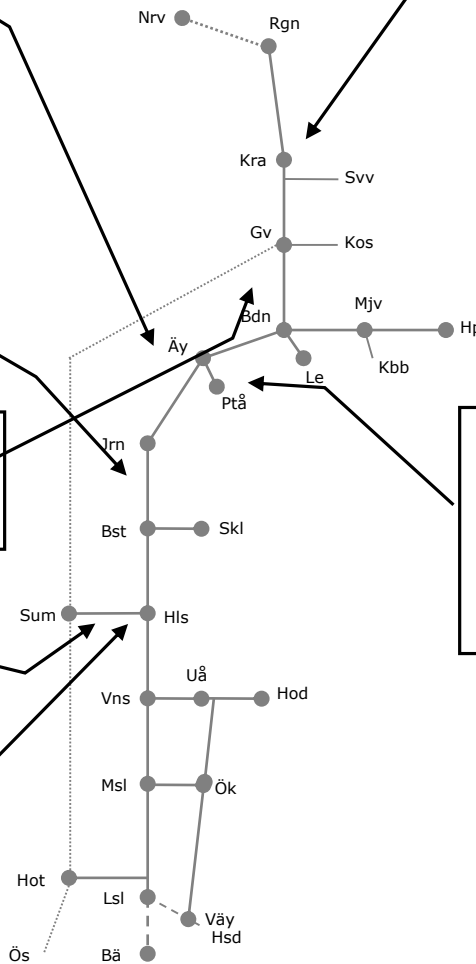 Nrv
Rgn
Kra
Svv
Gv
Kos
Mjv
Bdn
Äy
Kbb
Le
Ptå
Jrn
Bst
Skl
Sum
Hls
Uå
Vns
Hod
Msl
Ök
Hot
Lsl
Väy
Hsd
Ös
Bä